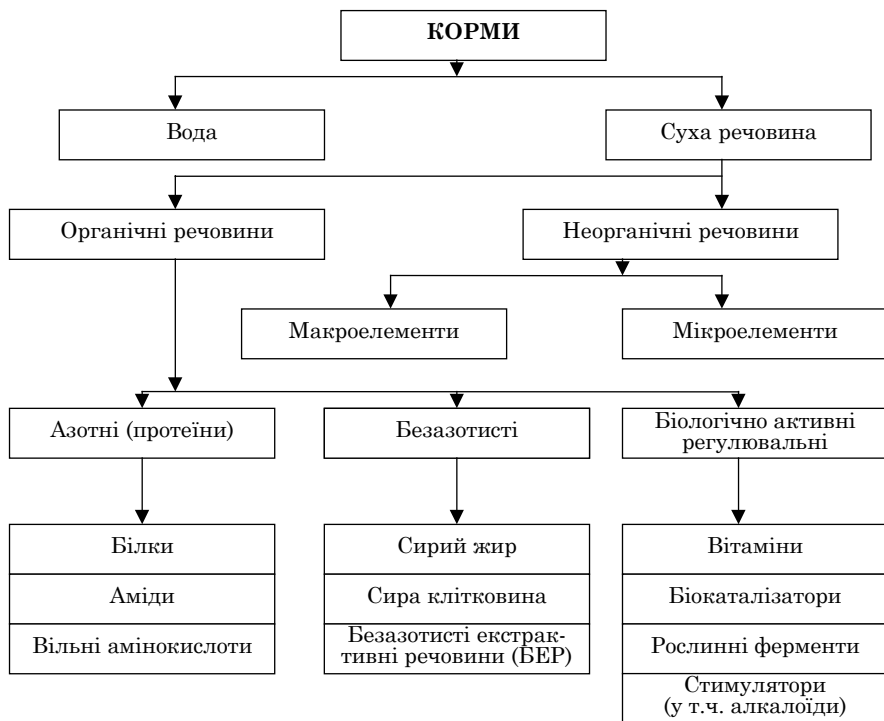 КОРМИ
Вода
Суха речовина
Органічні речовини
Неорганічні речовини
Макроелементи
Мікроелементи
Азотні (протеїни)
Безазотисті
Біологічно активні
регулювальні
Білки
Сирий жир
Вітаміни
Аміди
Сира клітковина
Біокаталізатори
Вільні амінокислоти
Безазотисті екстрак-
тивні речовини (БЕР)
Рослинні ферменти
Стимулятори
(у т.ч. алкалоїди)